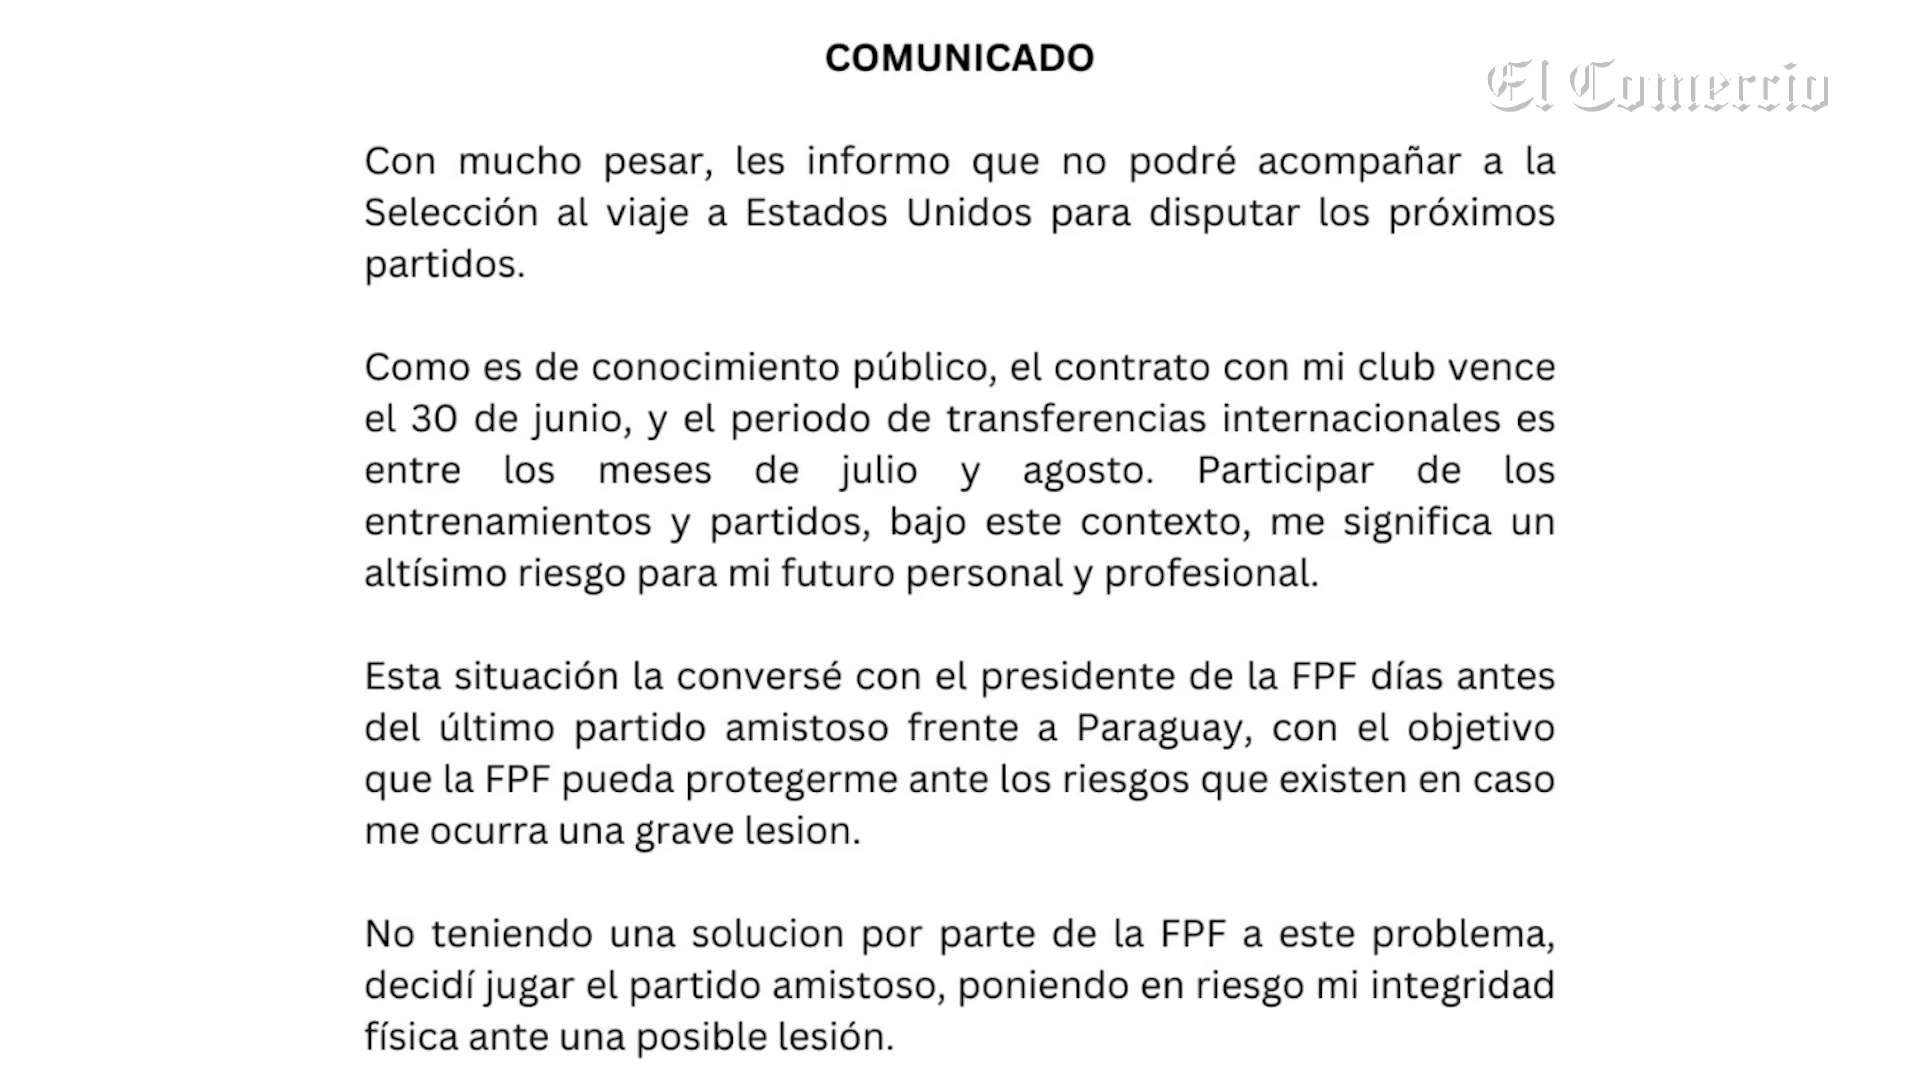 COMUNICADO
El Comercio
Con mucho pesar, les informo que no podré acompañar a la
Selección al viaje a Estados Unidos para disputar los próximos
partidos.
Como es de conocimiento público, el contrato con mi club vence
el 30 de junio, y el periodo de transferencias internacionales es
entre los meses de julio y agosto. Participar de los
entrenamientos y partidos, bajo este contexto, me significa un
altísimo riesgo para mi futuro personal y profesional.
Esta situación la conversé con el presidente de la FPF días antes
del último partido amistoso frente a Paraguay, con el objetivo
que la FPF pueda protegerme ante los riesgos que existen en caso
me ocurra una grave lesion.
No teniendo una solucion por parte de la FPF a este problema,
decidí jugar el partido amistoso, poniendo en riesgo mi integridad
física ante una posible lesión.